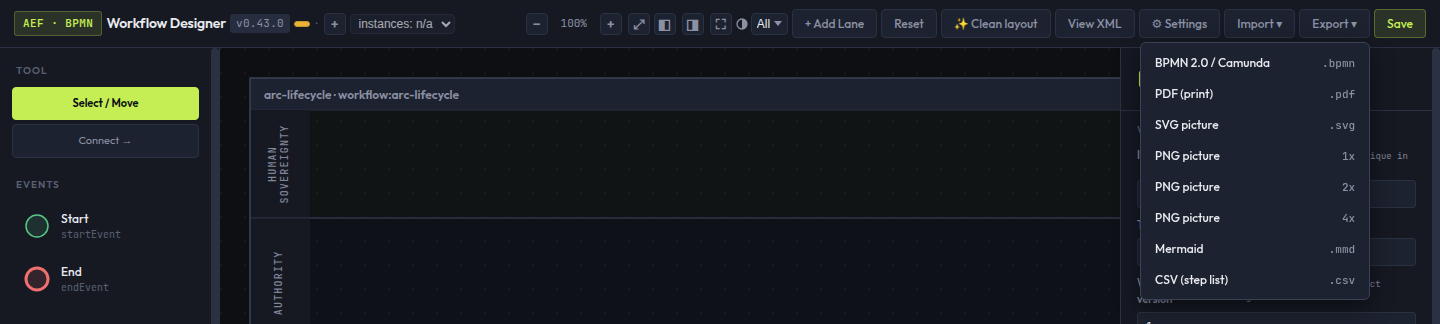 AEF · BPMN Workflow Designer v0.43.0 · + instances: n/a − 100% + All + Add Lane Reset ✨ Clean layout View XML ⚙ Settings Import ▾ Export ▾ Save
TOOL
Select / Move
Connect →
EVENTS
Start
startEvent
End
endEvent
arc-lifecycle · workflow:arc-lifecycle
HUMAN
SOVEREIGNTY
AUTHORITY
BPMN 2.0 / Camunda .bpmn
PDF (print) .pdf
SVG picture .svg
PNG picture 1x
PNG picture 2x
PNG picture 4x
Mermaid .mmd
CSV (step list) .csv
ique in
version